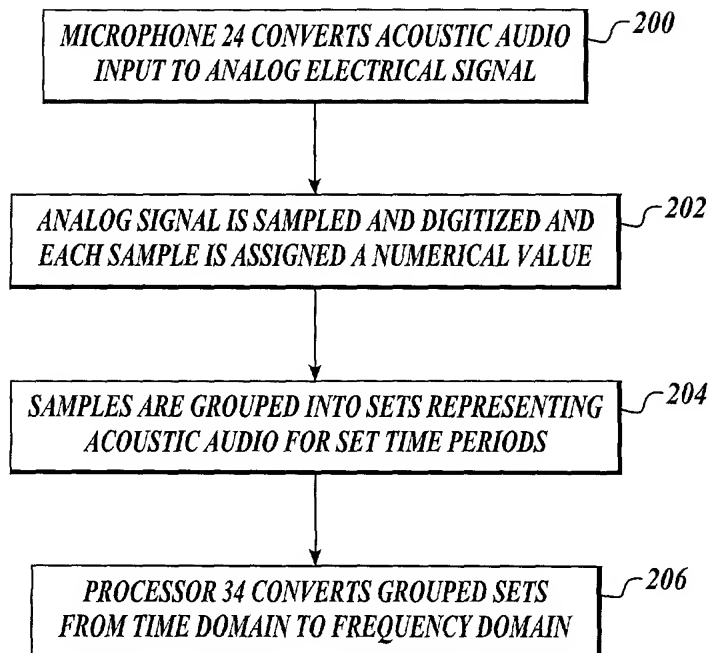 MICROPHONE 24 CONVERTS ACOUSTIC AUDIO
INPUT TO ANALOG ELECTRICAL SIGNAL
200
ANALOG SIGNAL IS SAMPLED AND DIGITIZED AND
EACH SAMPLE IS ASSIGNED A NUMERICAL VALUE
202
SAMPLES ARE GROUPED INTO SETS REPRESENTING
ACOUSTIC AUDIO FOR SET TIME PERIODS
204
PROCESSOR 34 CONVERTS GROUPED SETS
FROM TIME DOMAIN TO FREQUENCY DOMAIN
206